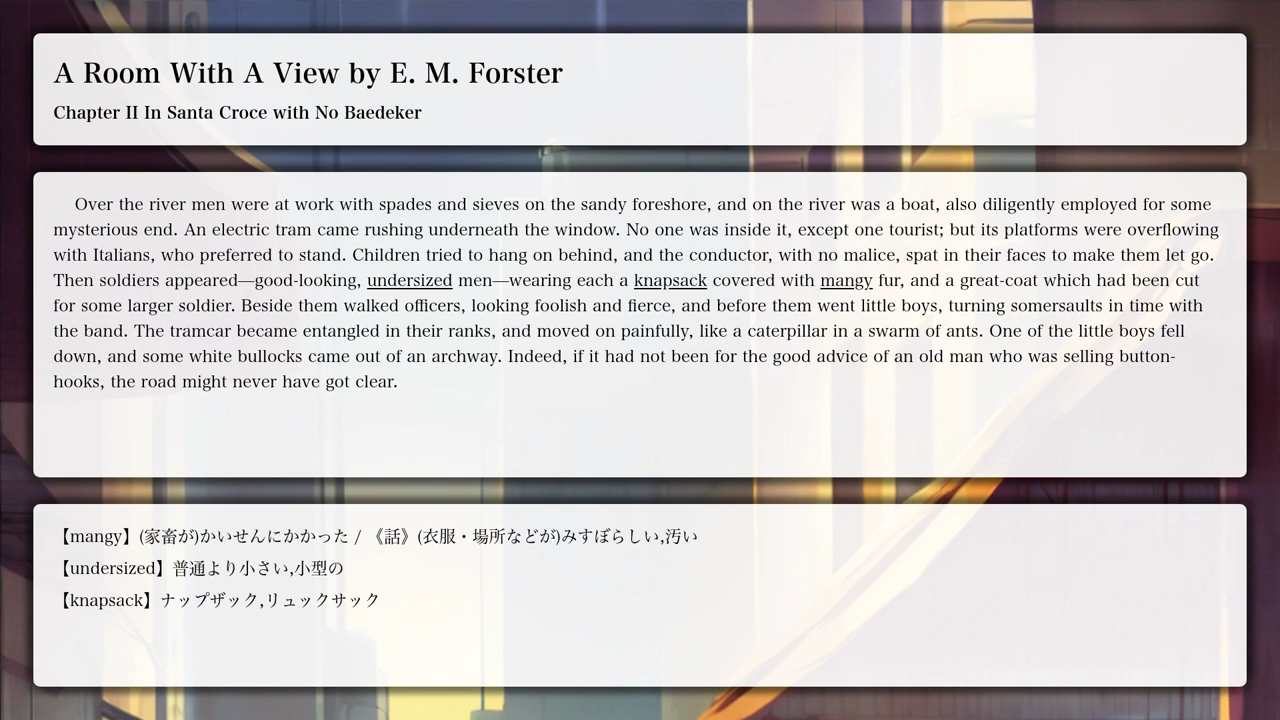 A Room With A View by E. M. Forster
Chapter II In Santa Croce with No Baedeker
Over the river men were at work with spades and sieves on the sandy foreshore, and on the river was a boat, also diligently employed for some
mysterious end. An electric tram came rushing underneath the window. No one was inside it, except one tourist; but its platforms were overflowing
with Italians, who preferred to stand. Children tried to hang on behind, and the conductor, with no malice, spat in their faces to make them let go.
Then soldiers appeared—good-looking, undersized men—wearing each a knapsack covered with mangy fur, and a great-coat which had been cut
for some larger soldier. Beside them walked officers, looking foolish and fierce, and before them went little boys, turning somersaults in time with
the band. The tramcar became entangled in their ranks, and moved on painfully, like a caterpillar in a swarm of ants. One of the little boys fell
down, and some white bullocks came out of an archway. Indeed, if it had not been for the good advice of an old man who was selling button-
hooks, the road might never have got clear.
【mangy】(家畜が)かいせんにかかった / 《話》(衣服・場所などが)みすぼらしい,汚い
【undersized】普通より小さい,小型の
【knapsack】ナップザック,リュックサック